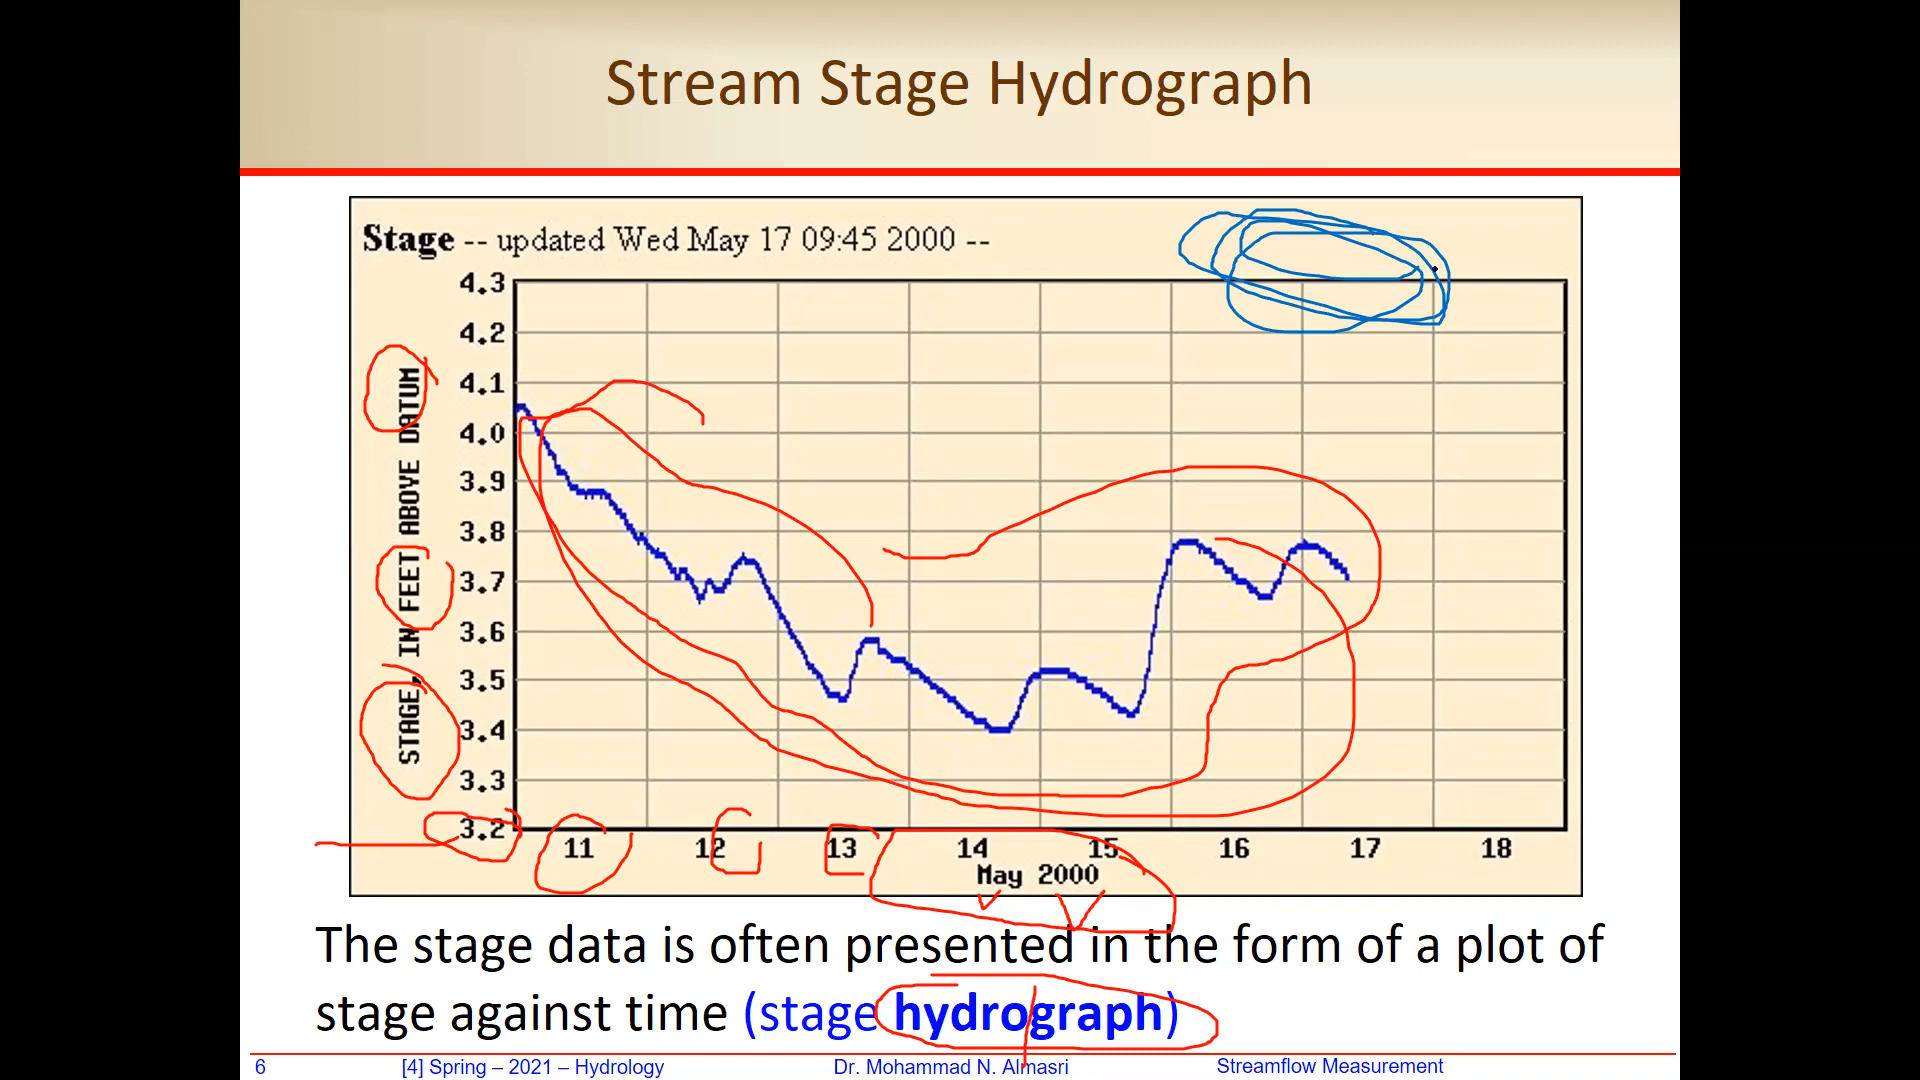 Stream Stage Hydrograph
Stage -- updated Wed May 17 09:45 2000 --
4.3
4.2
4.1
4.0
3.9
3.8
3.7
3.6
3.5
3.4
3.3
3.2
STAGE, IN FEET ABOVE DATUM
11 12 13 14 15 16 17 18
May 2000
The stage data is often presented in the form of a plot of
stage against time (stage hydrograph)
6 [4] Spring – 2021 – Hydrology Dr. Mohammad N. Almasri Streamflow Measurement